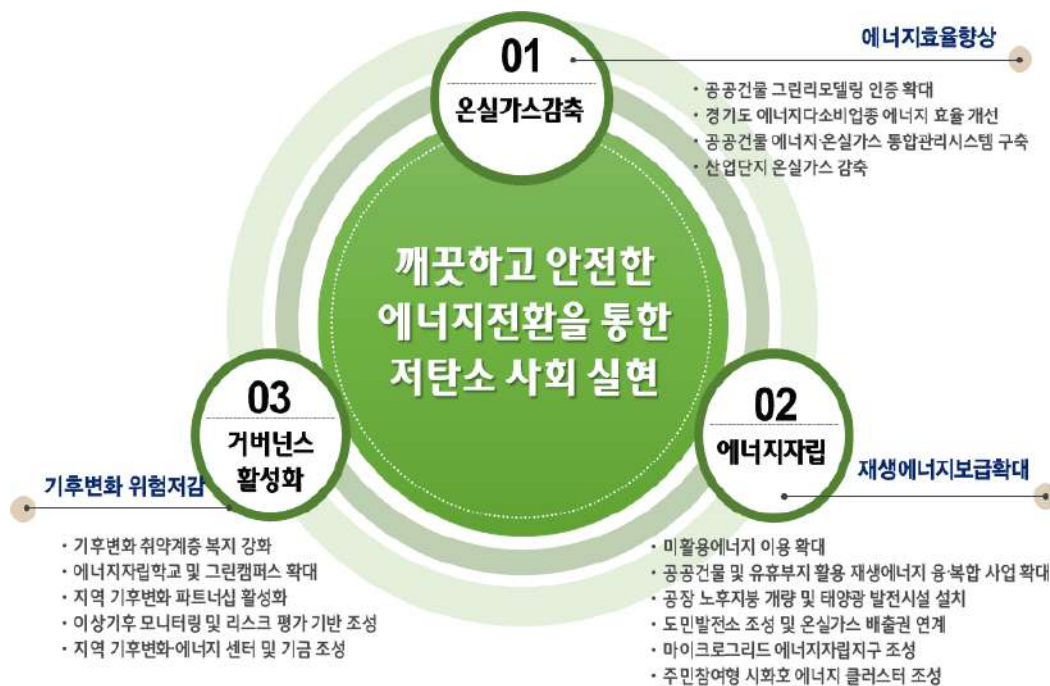 01
온실가스감축
에너지효율향상
· 공공건물 그린리모델링 인증 확대
· 경기도 에너지다소비업종 에너지 효율 개선
· 공공건물 에너지·온실가스 통합관리시스템 구축
· 산업단지 온실가스 감축
깨끗하고 안전한
에너지전환을 통한
저탄소 사회 실현
02
에너지자립
재생에너지보급확대
· 미활용에너지 이용 확대
· 공공건물 및 유휴부지 활용 재생에너지 융·복합 사업 확대
· 공장 노후지붕 개량 및 태양광 발전시설 설치
· 도민발전소 조성 및 온실가스 배출권 연계
· 마이크로그리드 에너지자립지구 조성
· 주민참여형 시화호 에너지 클러스터 조성
03
거버넌스
활성화
기후변화 위험저감
· 기후변화 취약계층 복지 강화
· 에너지자립학교 및 그린캠퍼스 확대
· 지역 기후변화 파트너십 활성화
· 이상기후 모니터링 및 리스크 평가 기반 조성
· 지역 기후변화·에너지 센터 및 기금 조성